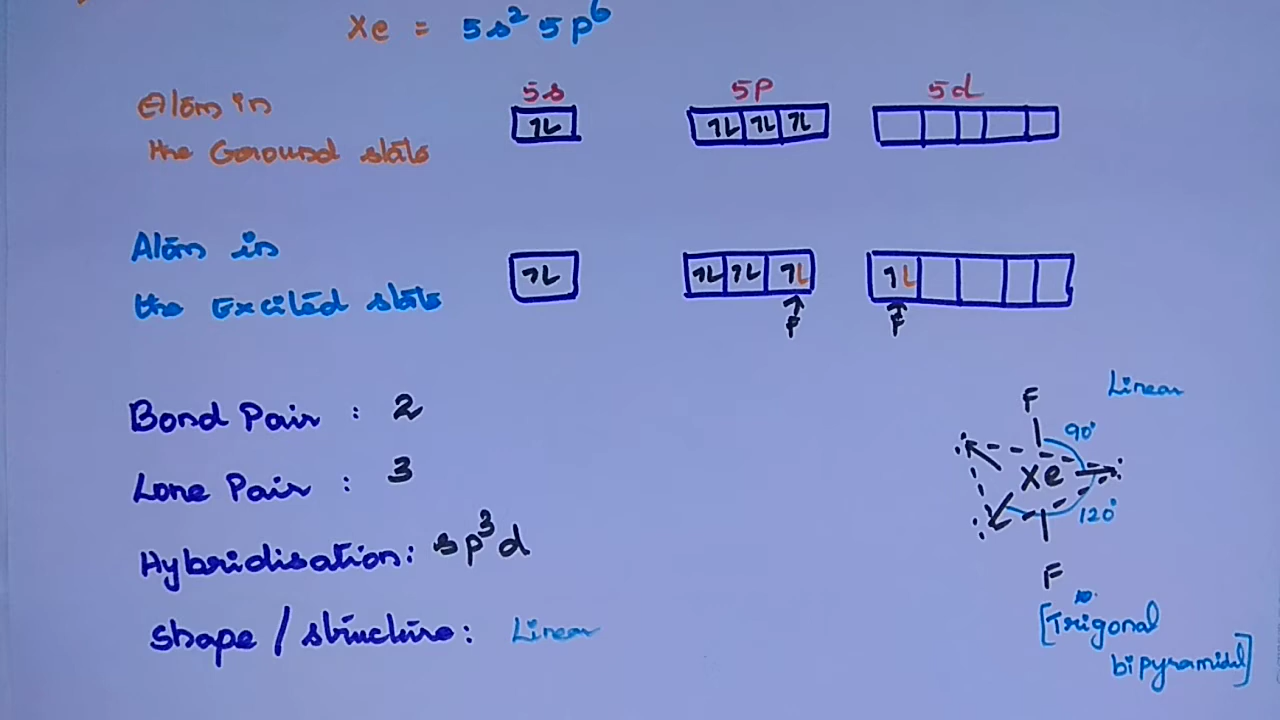 Xe = 5s² 5p⁶
Atom in
the Ground state
5s 5p 5d
Atom in
the Excited state
F F
Bond Pair : 2
Lone Pair : 3
Hybridisation: sp³d
Shape / structure: Linear
Linear
F
90°
Xe
120°
F
[Trigonal
bipyramidal]